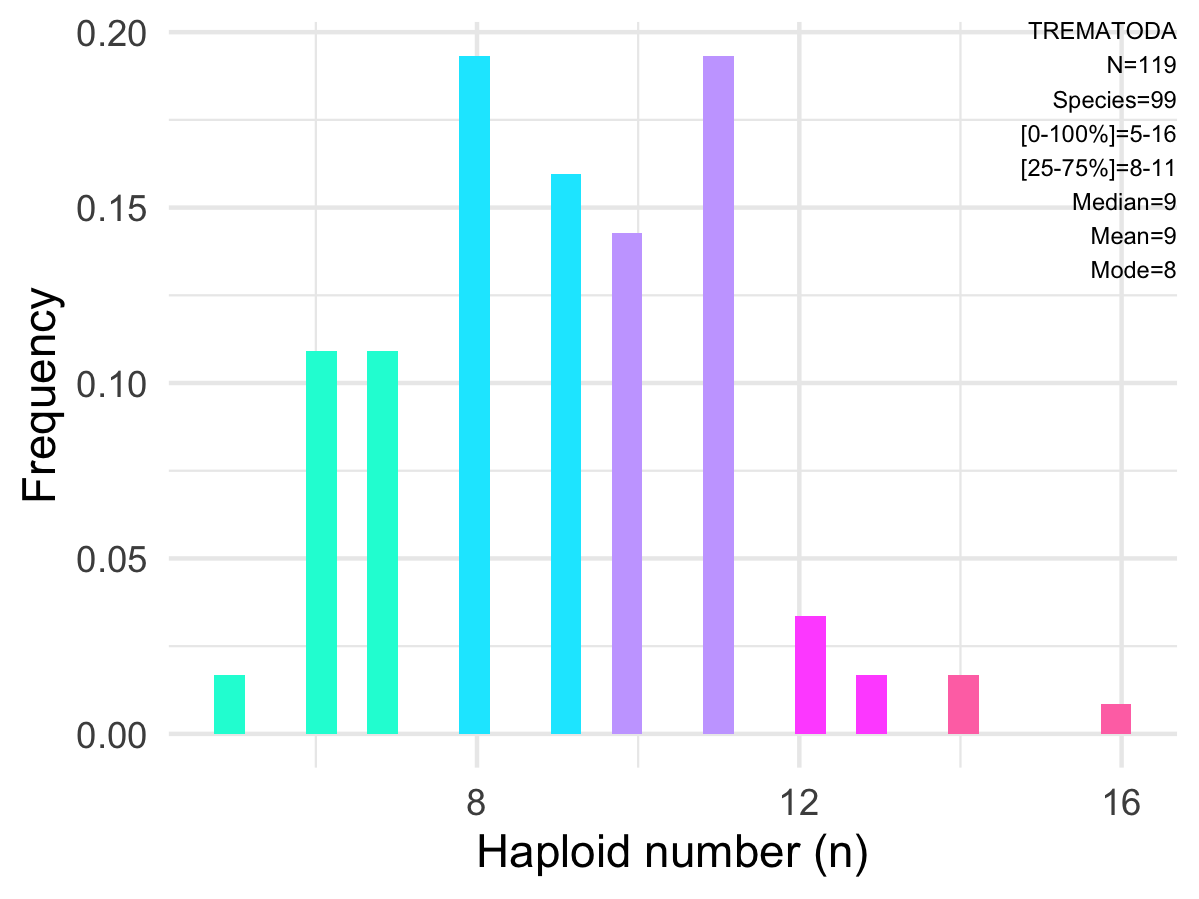 0.20
0.15
0.10
0.05
0.00
Frequency
8
12
16
Haploid number (n)
TREMATODA
N=119
Species=99
[0-100%]=5-16
[25-75%]=8-11
Median=9
Mean=9
Mode=8